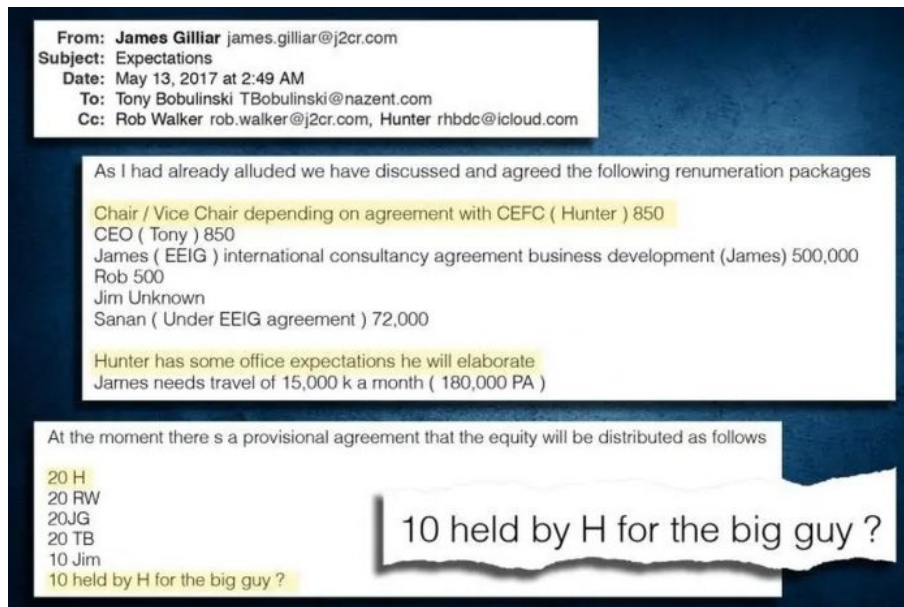 From: James Gilliar james.gilliar@j2cr.com
Subject: Expectations
Date: May 13, 2017 at 2:49 AM
To: Tony Bobulinski TBobulinski@nazent.com
Cc: Rob Walker rob.walker@j2cr.com, Hunter rhbdc@icloud.com
As I had already alluded we have discussed and agreed the following renumeration packages
Chair / Vice Chair depending on agreement with CEFC ( Hunter ) 850
CEO ( Tony ) 850
James ( EEIG ) international consultancy agreement business development (James) 500,000
Rob 500
Jim Unknown
Sanan ( Under EEIG agreement ) 72,000
Hunter has some office expectations he will elaborate
James needs travel of 15,000 k a month ( 180,000 PA )
At the moment there s a provisional agreement that the equity will be distributed as follows
20 H
20 RW
20JG
20 TB
10 Jim
10 held by H for the big guy ?
10 held by H for the big guy ?